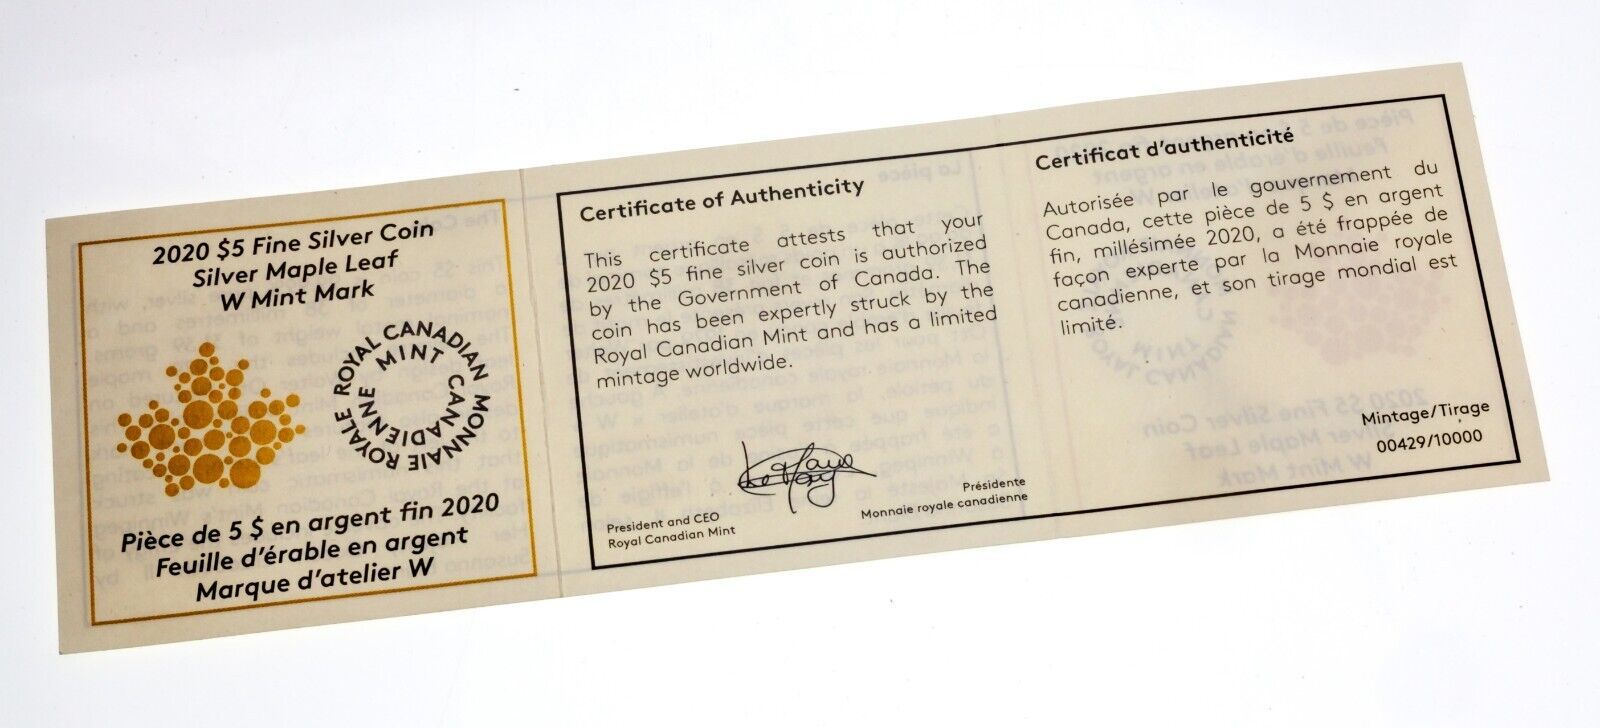 2020 $5 Fine Silver Coin
Silver Maple Leaf
W Mint Mark
ROYAL CANADIAN MINT
MONNAIE ROYALE CANADIENNE
Pièce de 5 $ en argent fin 2020
Feuille d'érable en argent
Marque d'atelier W
Certificate of Authenticity
This certificate attests that your
2020 $5 fine silver coin is authorized
by the Government of Canada. The
coin has been expertly struck by the
Royal Canadian Mint and has a limited
mintage worldwide.
President and CEO
Royal Canadian Mint
Présidente
Monnaie royale canadienne
Certificat d'authenticité
Autorisée par le gouvernement du
Canada, cette pièce de 5 $ en argent
fin, millésimée 2020, a été frappée de
façon experte par la Monnaie royale
canadienne, et son tirage mondial est
limité.
Mintage/Tirage
00429/10000